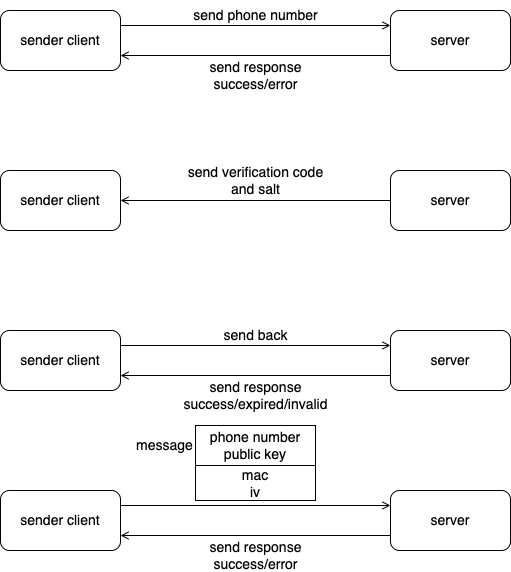 send phone number
sender client
server
send response
success/error
send verification code
and salt
sender client
server
send back
sender client
server
send response
success/expired/invalid
message
phone number
public key
mac
iv
sender client
server
send response
success/error